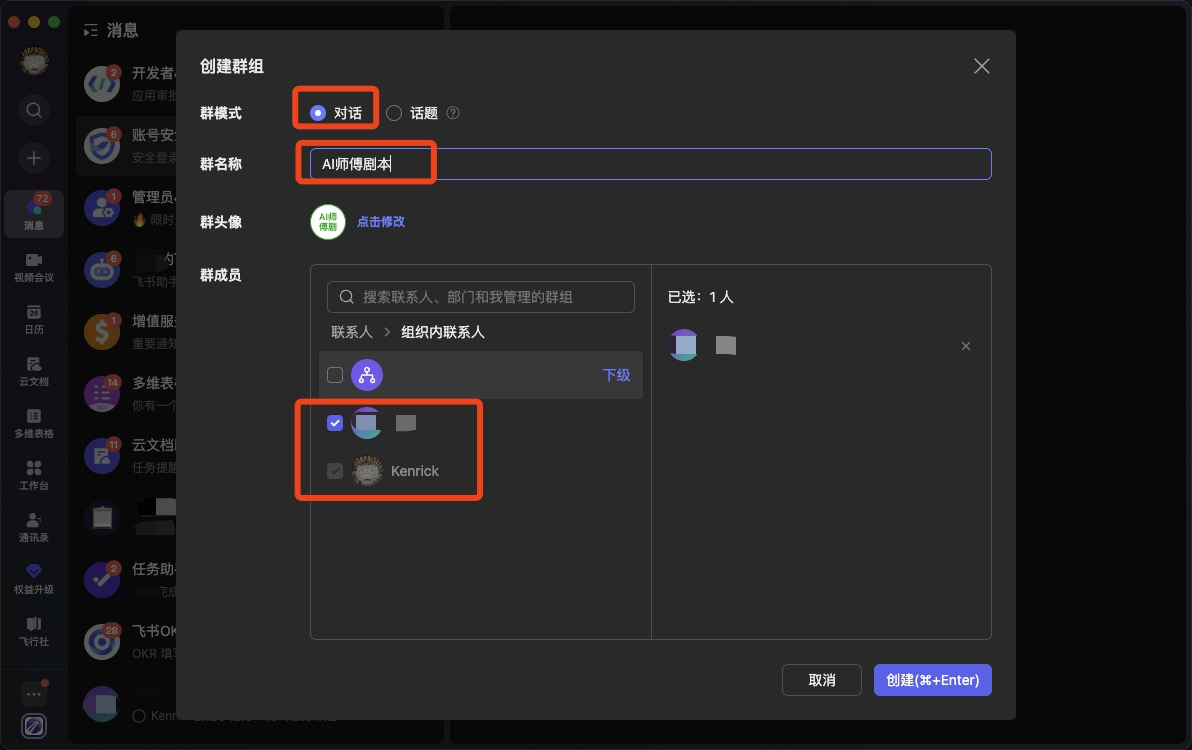 消息
72
消息
视频会议
26
日历
云文档
多维表格
工作台
通讯录
权益升级
飞行社
2
开发者
应用审批
6
账号安
安全登录
1
管理员
限时
6
飞书助手
1
增值服务
重要通知
14
多维表格
你有一个
11
云文档
任务提醒
2
任务助手
完成
28
飞书OK
OKR 填写
Kenr
创建群组
群模式
对话
话题
?
群名称
AI师傅剧本
群头像
AI师
傅剧
点击修改
群成员
搜索联系人、部门和我管理的群组
联系人 > 组织内联系人
下级
Kenrick
已选：1 人
取消
创建(⌘+Enter)